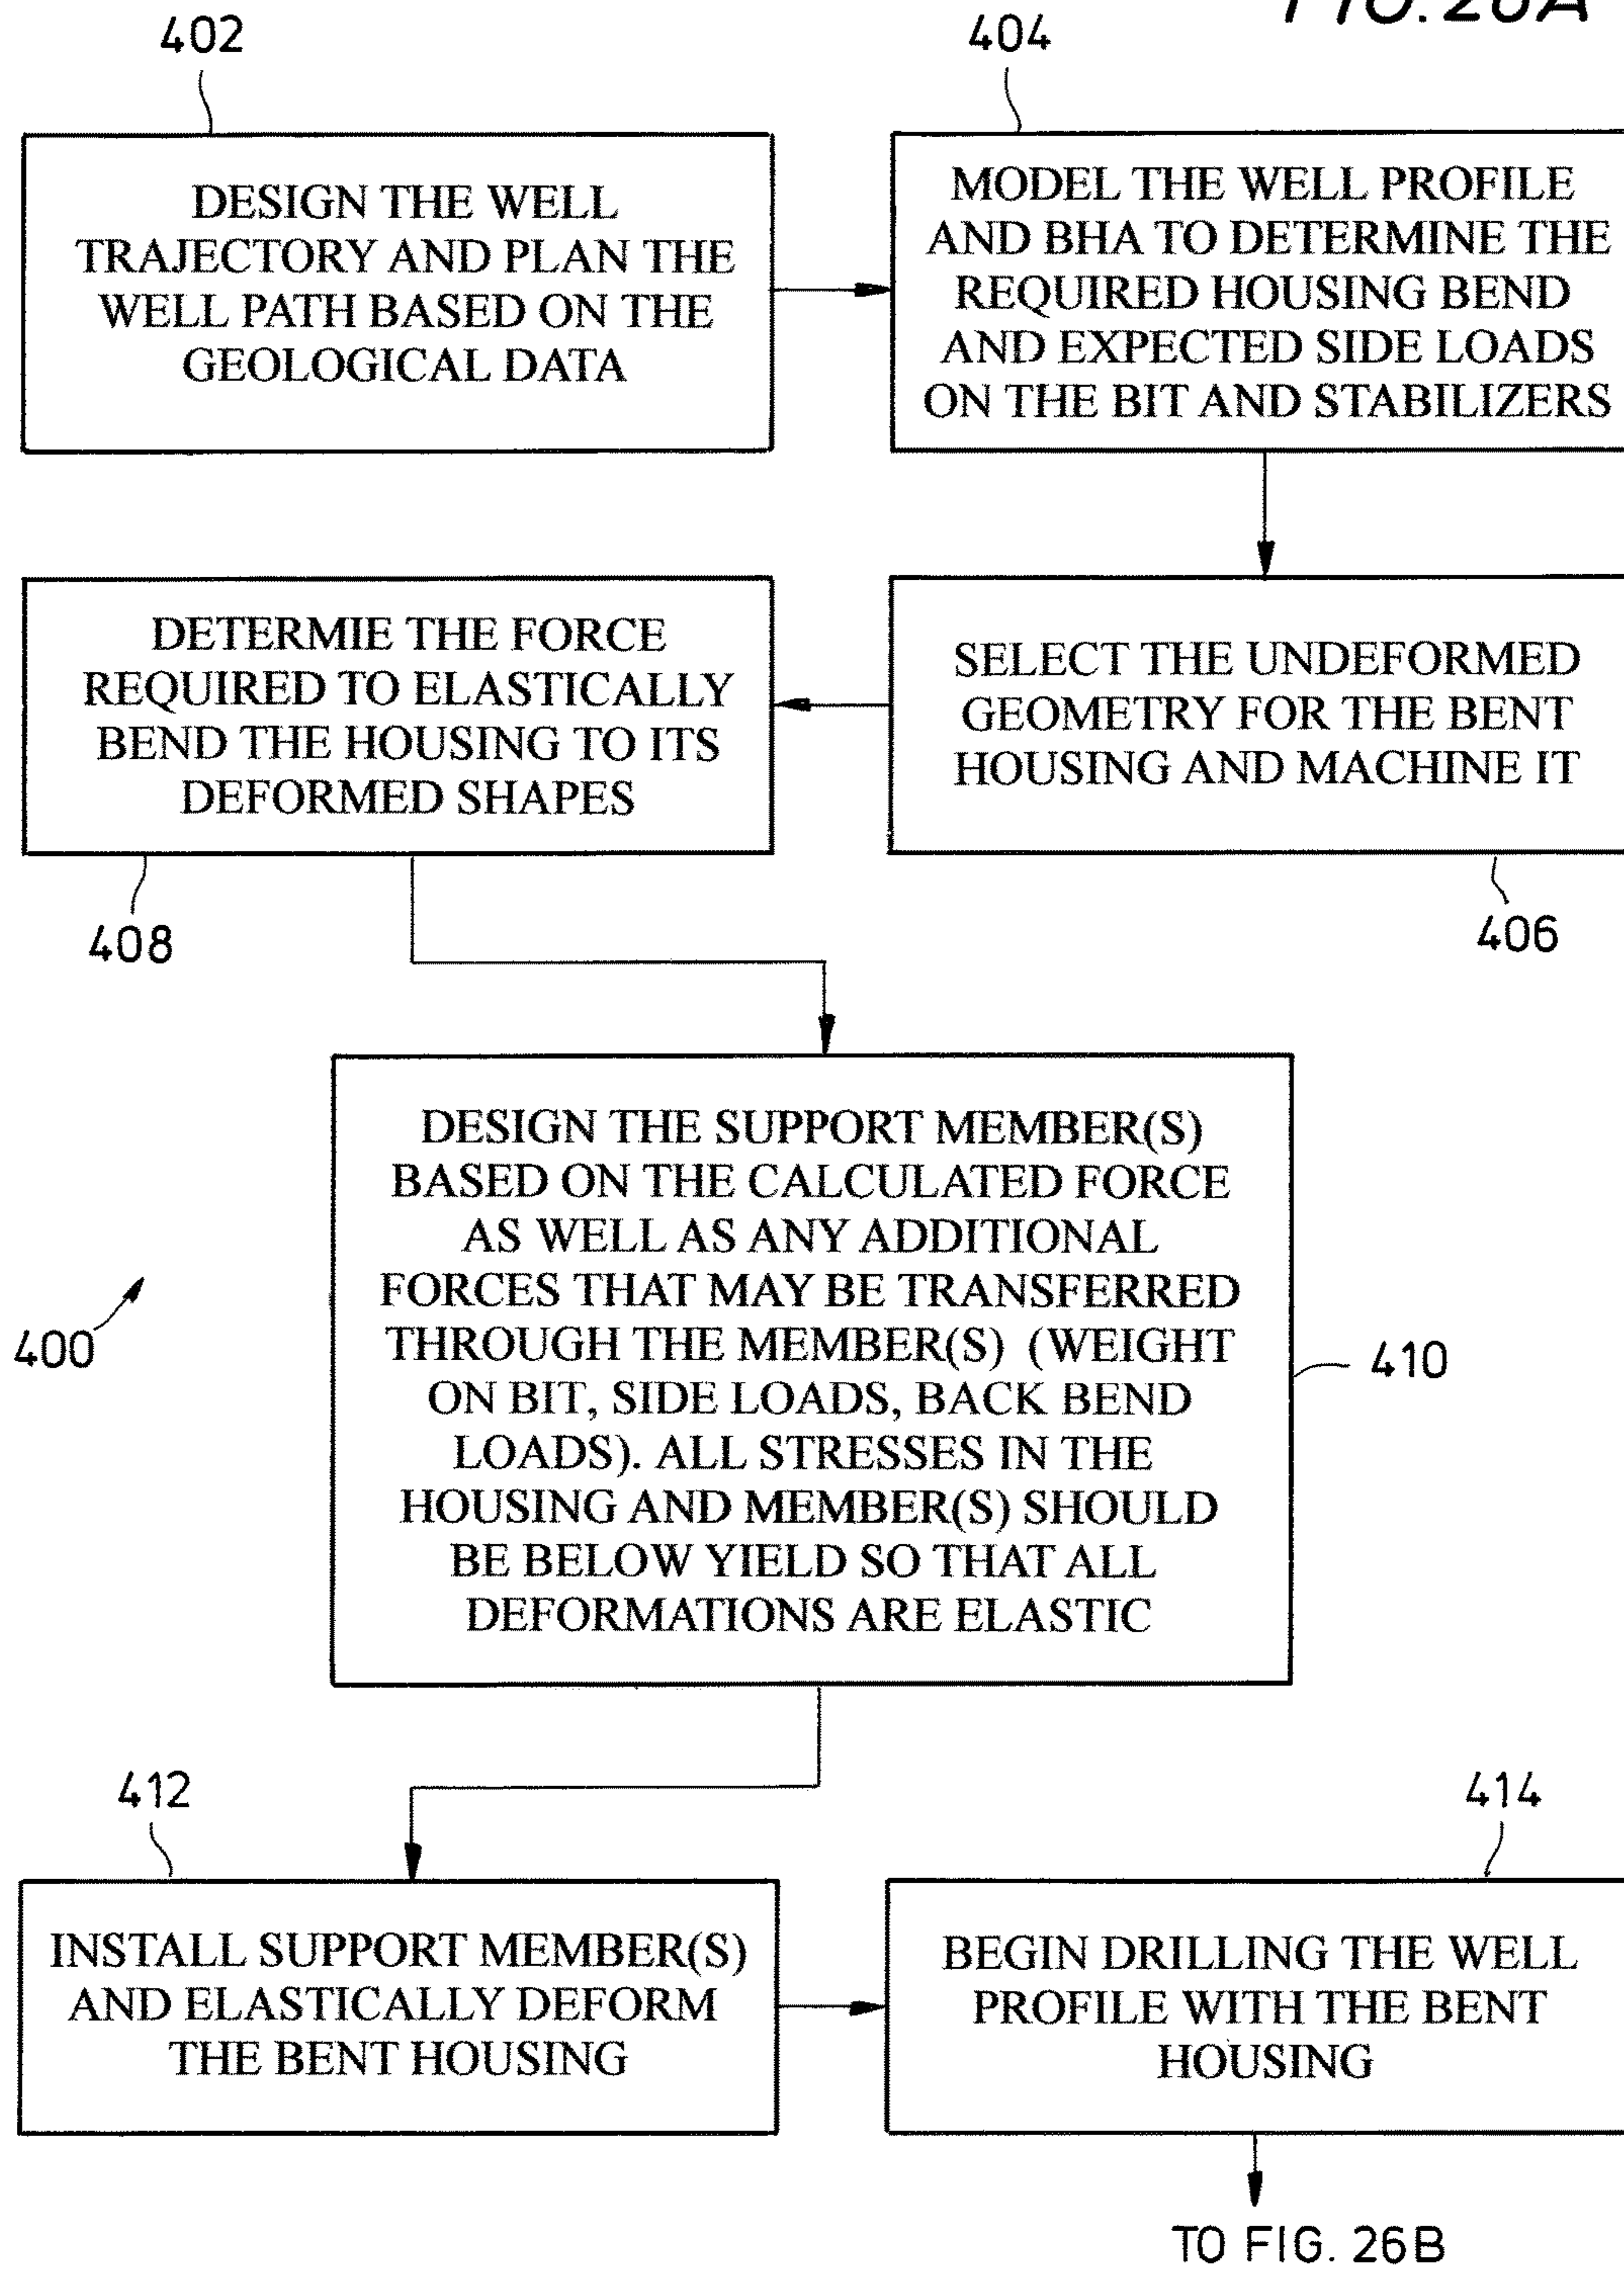 FIG. 26A
402
404
DESIGN THE WELL
TRAJECTORY AND PLAN THE
WELL PATH BASED ON THE
GEOLOGICAL DATA
MODEL THE WELL PROFILE
AND BHA TO DETERMINE THE
REQUIRED HOUSING BEND
AND EXPECTED SIDE LOADS
ON THE BIT AND STABILIZERS
DETERMIE THE FORCE
REQUIRED TO ELASTICALLY
BEND THE HOUSING TO ITS
DEFORMED SHAPES
SELECT THE UNDEFORMED
GEOMETRY FOR THE BENT
HOUSING AND MACHINE IT
408
406
DESIGN THE SUPPORT MEMBER(S)
BASED ON THE CALCULATED FORCE
AS WELL AS ANY ADDITIONAL
FORCES THAT MAY BE TRANSFERRED
THROUGH THE MEMBER(S) (WEIGHT
ON BIT, SIDE LOADS, BACK BEND
LOADS). ALL STRESSES IN THE
HOUSING AND MEMBER(S) SHOULD
BE BELOW YIELD SO THAT ALL
DEFORMATIONS ARE ELASTIC
400
410
412
414
INSTALL SUPPORT MEMBER(S)
AND ELASTICALLY DEFORM
THE BENT HOUSING
BEGIN DRILLING THE WELL
PROFILE WITH THE BENT
HOUSING
TO FIG. 26B